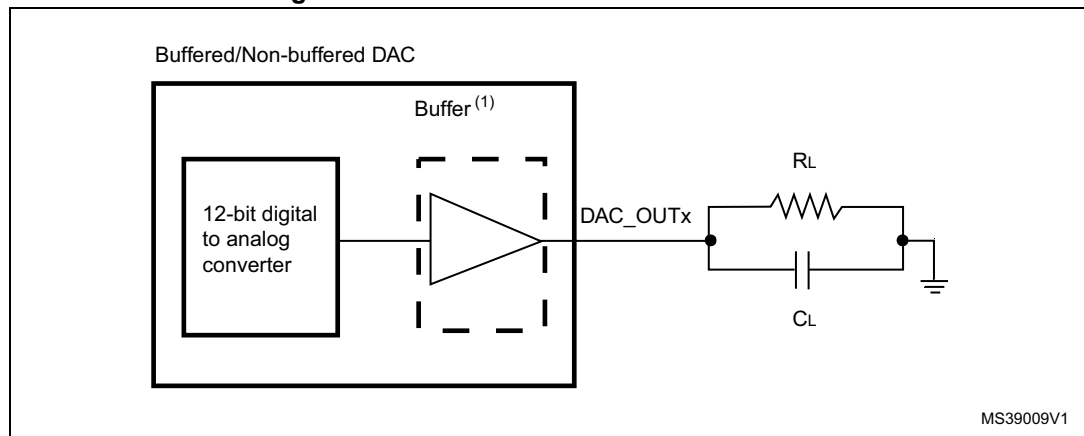 g
Buffered/Non-buffered DAC
Buffer (1)
12-bit digital
to analog
converter
DAC_OUTx
RL
CL
MS39009V1